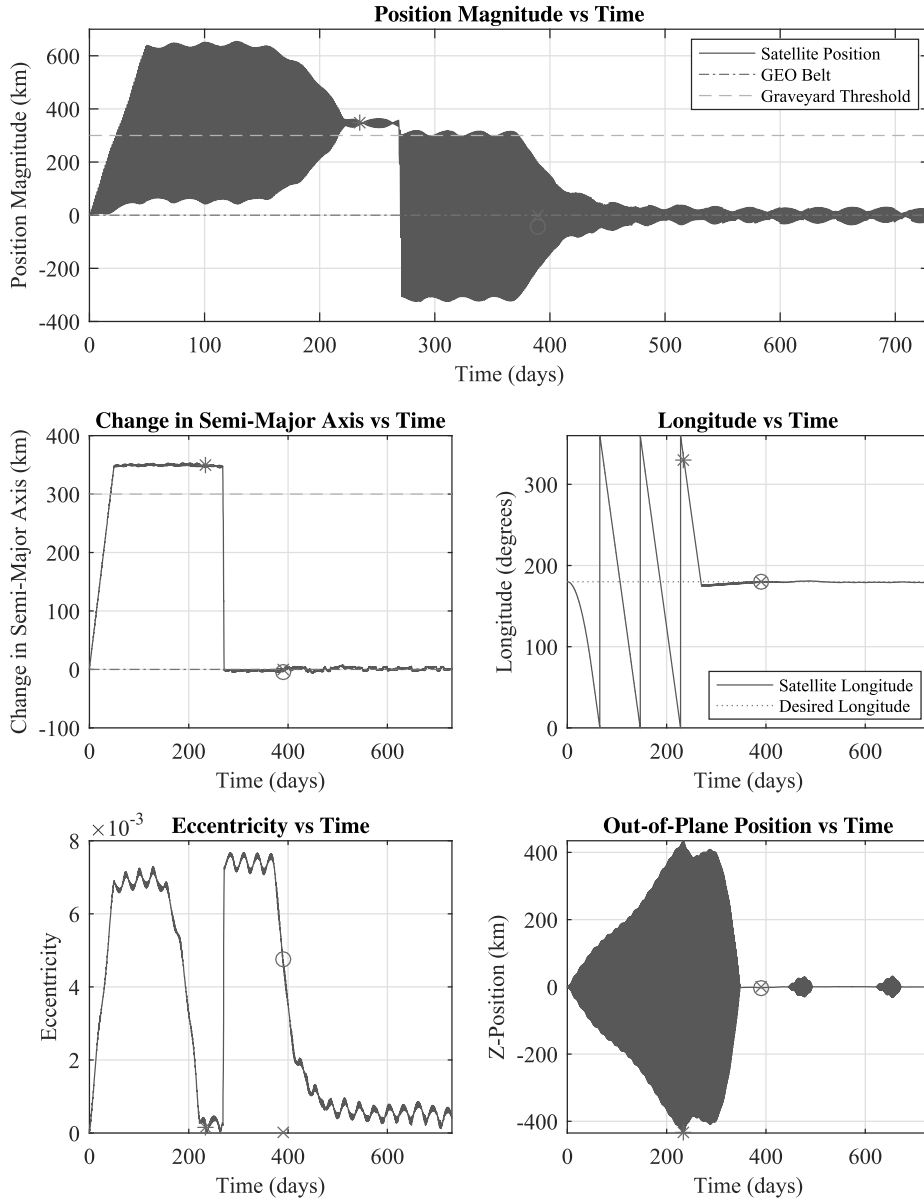 Position Magnitude vs Time
Position Magnitude (km)
600
400
200
0
-200
-400
Satellite Position
GEO Belt
Graveyard Threshold
0 100 200 300 400 500 600 700
Time (days)
Change in Semi-Major Axis vs Time
Change in Semi-Major Axis (km)
400
300
200
100
0
-100
0 200 400 600
Time (days)
Longitude vs Time
Longitude (degrees)
300
200
100
0
Satellite Longitude
Desired Longitude
0 200 400 600
Time (days)
Eccentricity vs Time
×10-3
Eccentricity
8
6
4
2
0
0 200 400 600
Time (days)
Out-of-Plane Position vs Time
Z-Position (km)
400
200
0
-200
-400
0 200 400 600
Time (days)